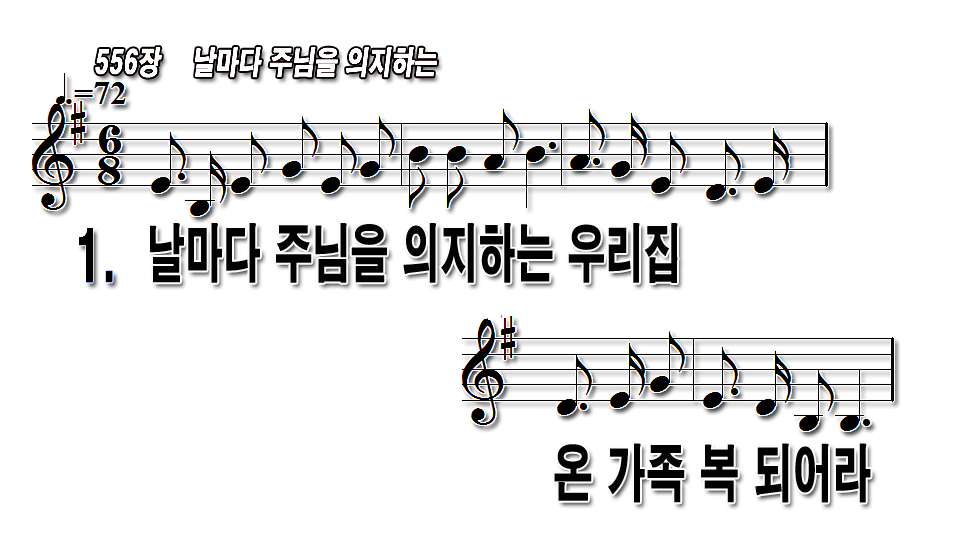 556장 날마다 주님을 의지하는
♩.=72
6
8
1. 날마다 주님을 의지하는 우리집
온 가족 복 되어라